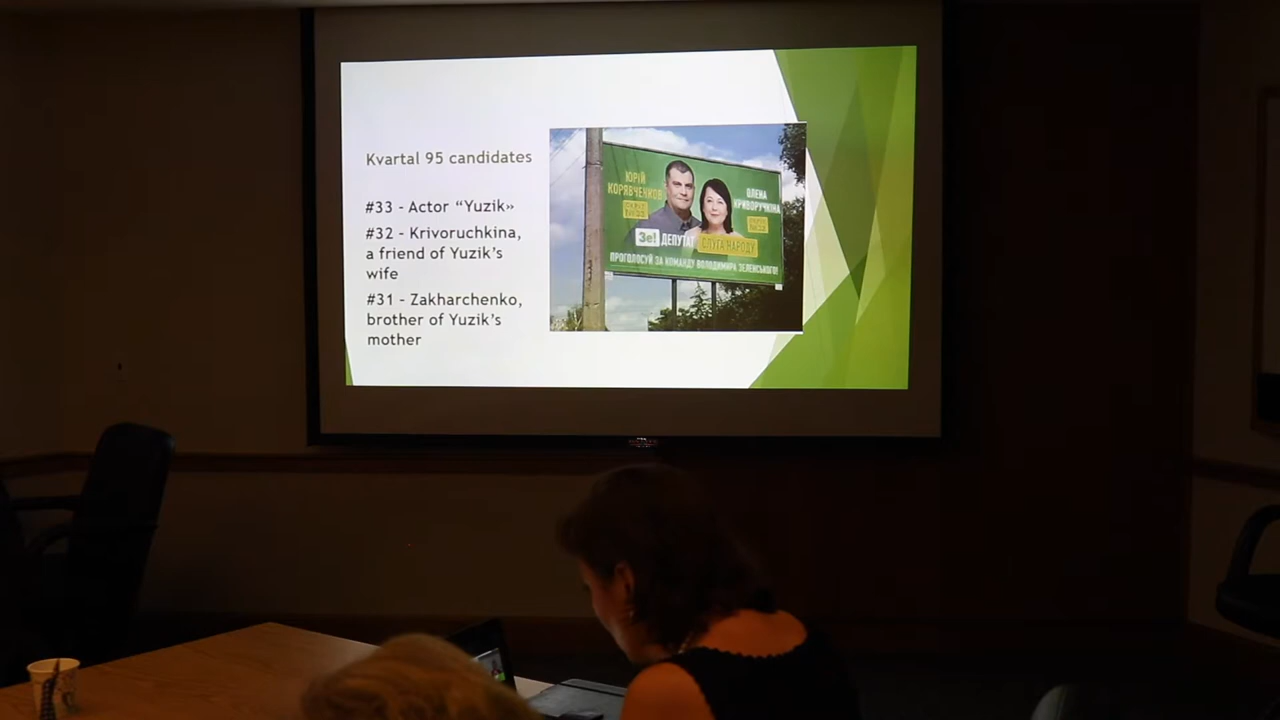 Kvartal 95 candidates
#33 - Actor “Yuzik»
#32 - Krivoruchkina,
a friend of Yuzik’s
wife
#31 - Zakharchenko,
brother of Yuzik’s
mother
ЮРІЙ
КОРЯВЧЕНКОВ
ОЛЕНА
КРИВОРУЧКІНА
Зе! ДЕПУТАТ
СЛУГА НАРОДУ
ПРОГОЛОСУЙ ЗА КОМАНДУ ВОЛОДИМИРА ЗЕЛЕНСЬКОГО!